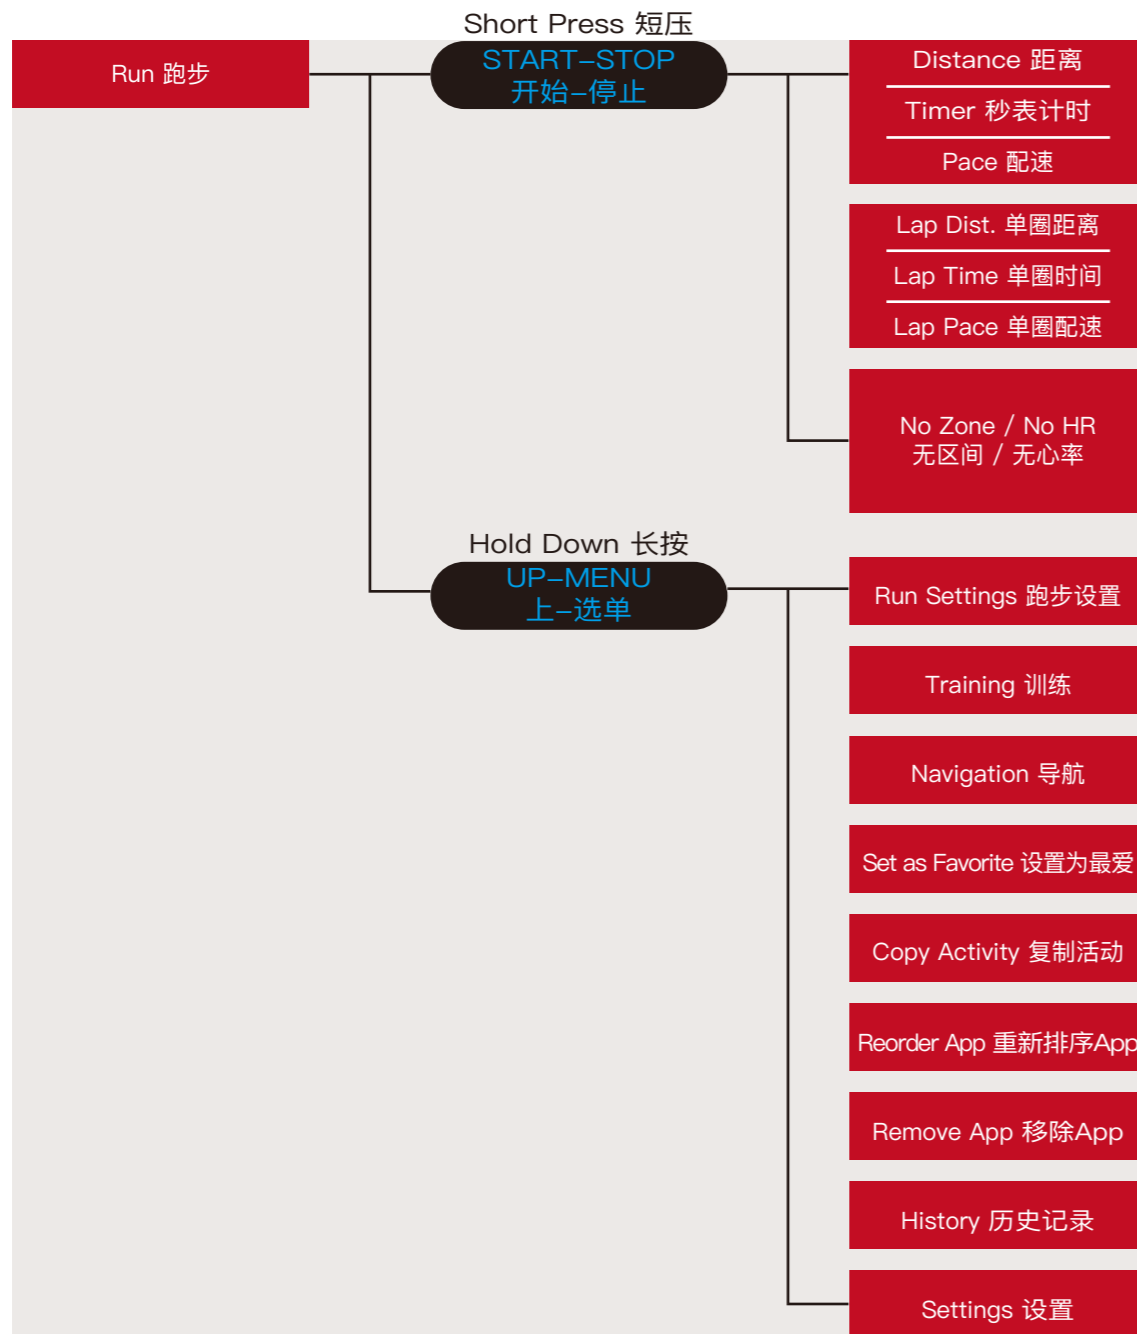 Short Press 短压
Run 跑步
START-STOP
开始-停止
Distance 距离
Timer 秒表计时
Pace 配速
Lap Dist. 单圈距离
Lap Time 单圈时间
Lap Pace 单圈配速
No Zone / No HR
无区间 / 无心率
Hold Down 长按
UP-MENU
上-选单
Run Settings 跑步设置
Training 训练
Navigation 导航
Set as Favorite 设置为最爱
Copy Activity 复制活动
Reorder App 重新排序App
Remove App 移除App
History 历史记录
Settings 设置